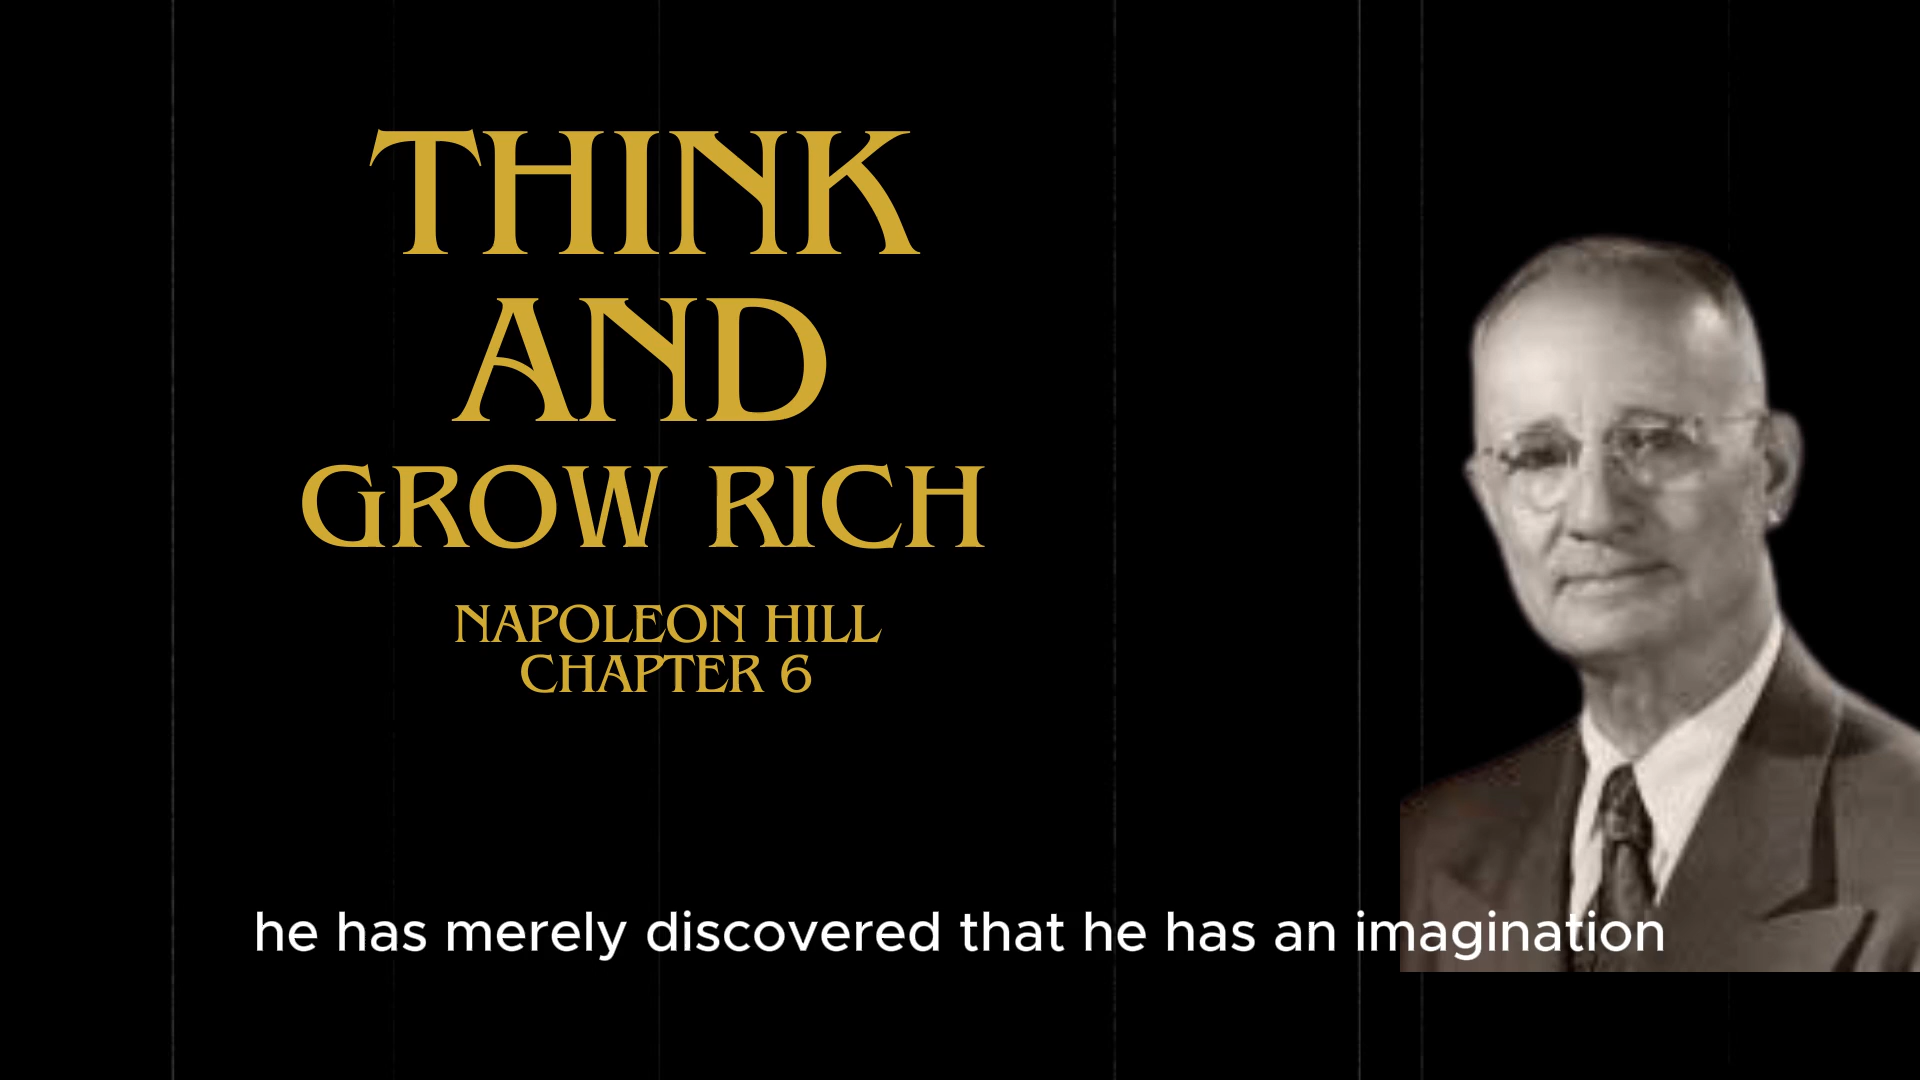 THINK
AND
GROW RICH
NAPOLEON HILL
CHAPTER 6
he has merely discovered that he has an imagination